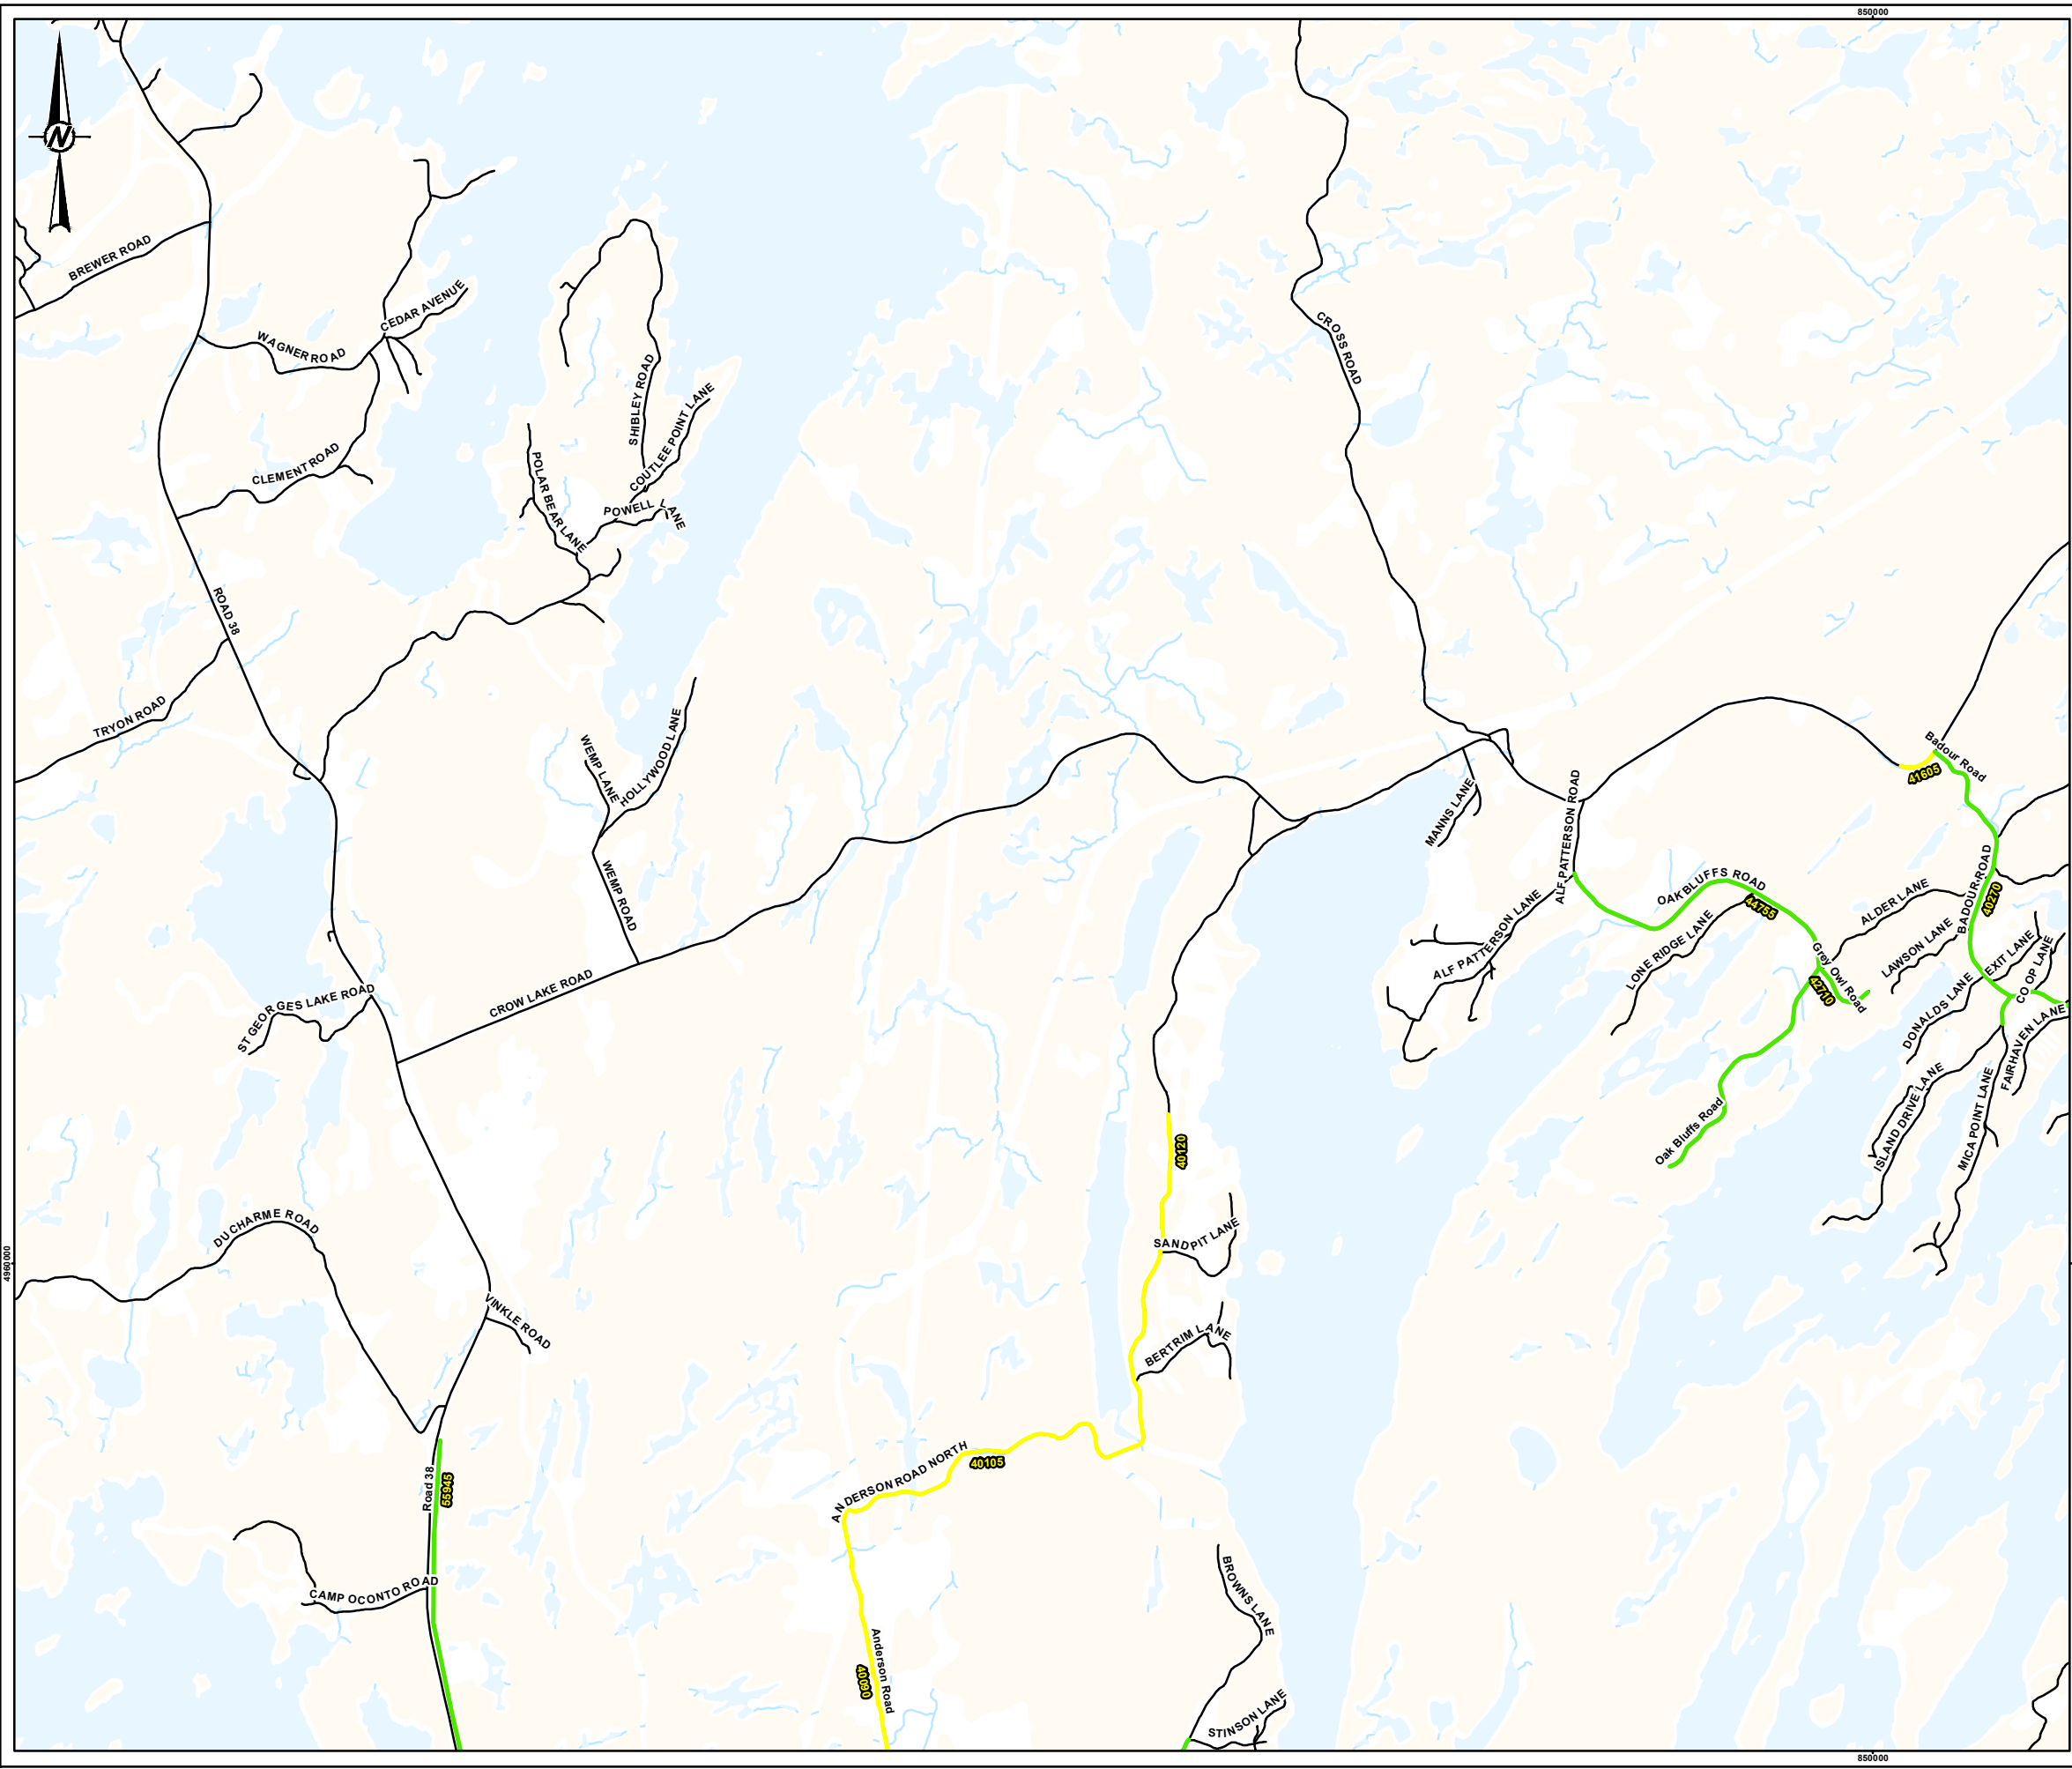 850000
N
BREWER ROAD
CEDAR AVENUE
WAGNER ROAD
CROSS ROAD
SHIBLEY ROAD
COUTLEE POINT LANE
CLEMENT ROAD
POLAR BEAR LANE
POWELL LANE
ROAD 38
TRYON ROAD
WEMP LANE
HOLLYWOOD LANE
Badour Road
41605
MANNS LANE
ALF PATTERSON ROAD
WEMP ROAD
OAK BLUFFS ROAD
44755
BADOUR ROAD
40270
ALDER LANE
LONE RIDGE LANE
ALF PATTERSON LANE
LAWSON LANE
EXIT LANE
CO OP LANE
Grey Owl Road
42710
ST GEORGES LAKE ROAD
CROW LAKE ROAD
DONALDS LANE
FAIRHAVEN LANE
ISLAND DRIVE LANE
MICA POINT LANE
Oak Bluffs Road
40120
DUCHARME ROAD
SANDPIT LANE
4960000
VINKLE ROAD
BERTRIM LANE
ANDERSON ROAD NORTH
40105
Road 38
55945
CAMP OCONTO ROAD
BROWNS LANE
Anderson Road
40090
STINSON LANE
850000